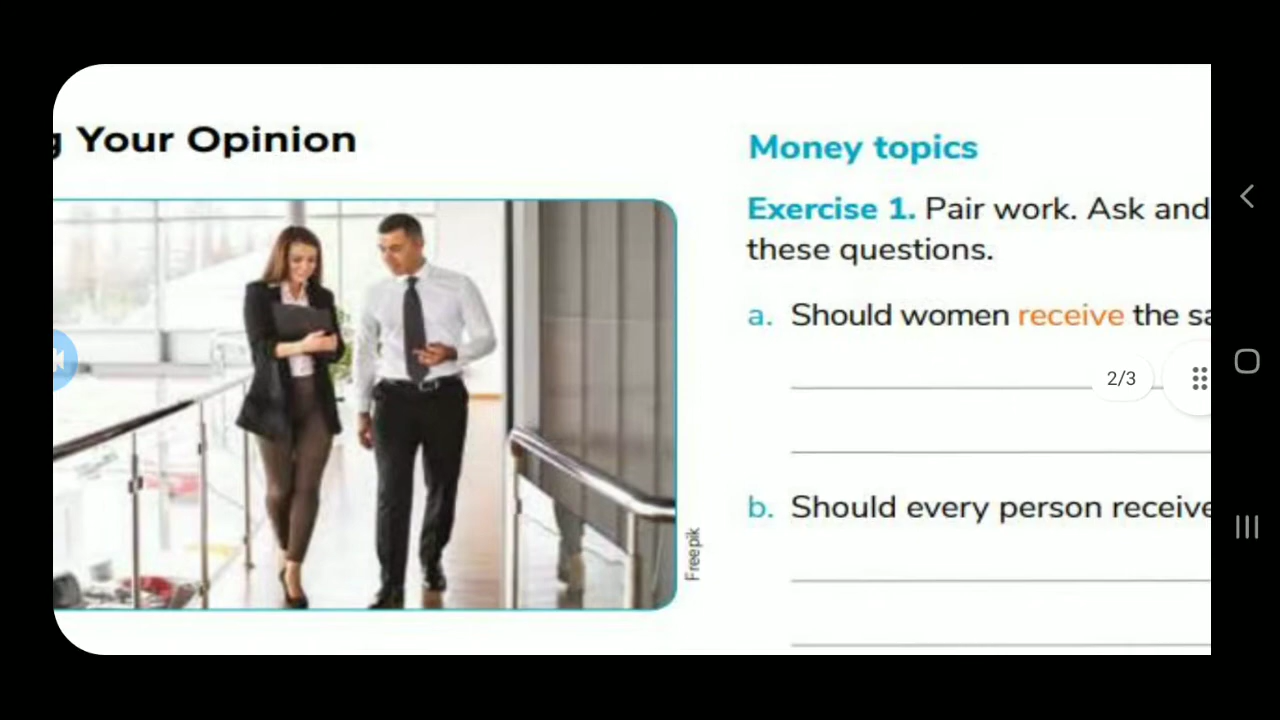 Your Opinion
Freepik
Money topics
Exercise 1. Pair work. Ask and
these questions.
a. Should women receive the
2/3
b. Should every person receive